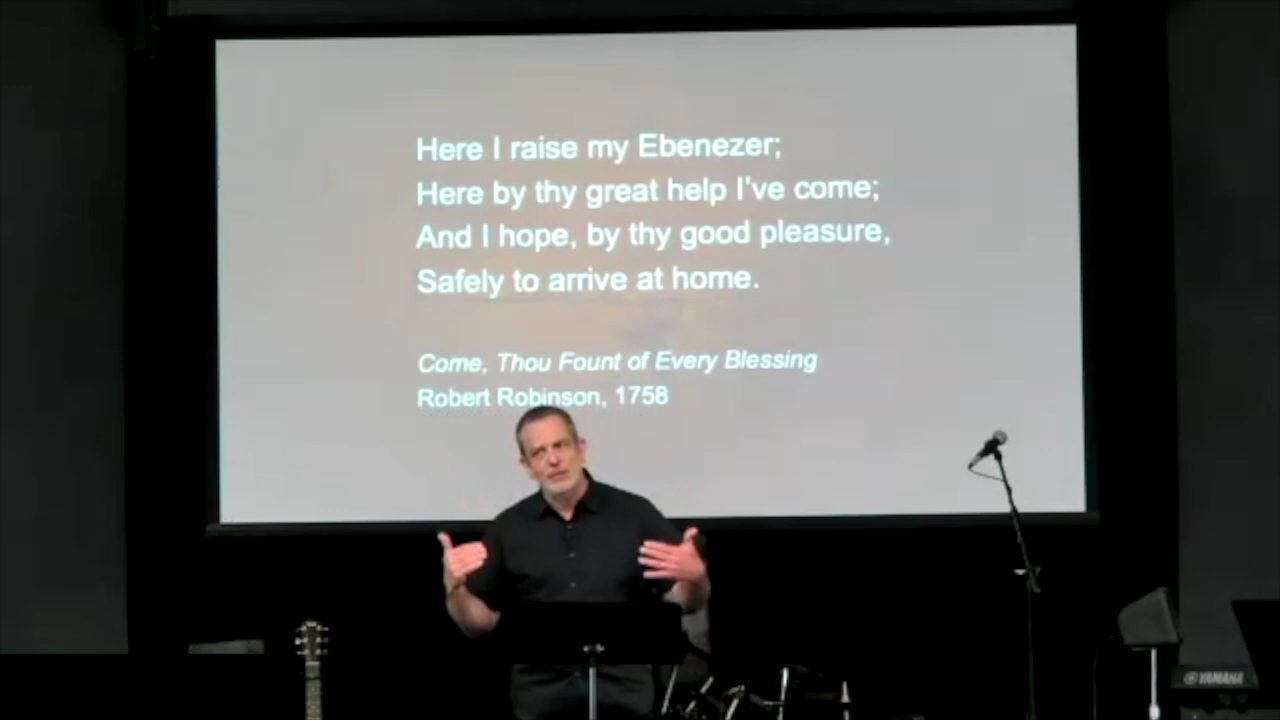 Here I raise my Ebenezer;
Here by thy great help I've come;
And I hope, by thy good pleasure,
Safely to arrive at home.
Come, Thou Fount of Every Blessing
Robert Robinson, 1758
YAMAHA